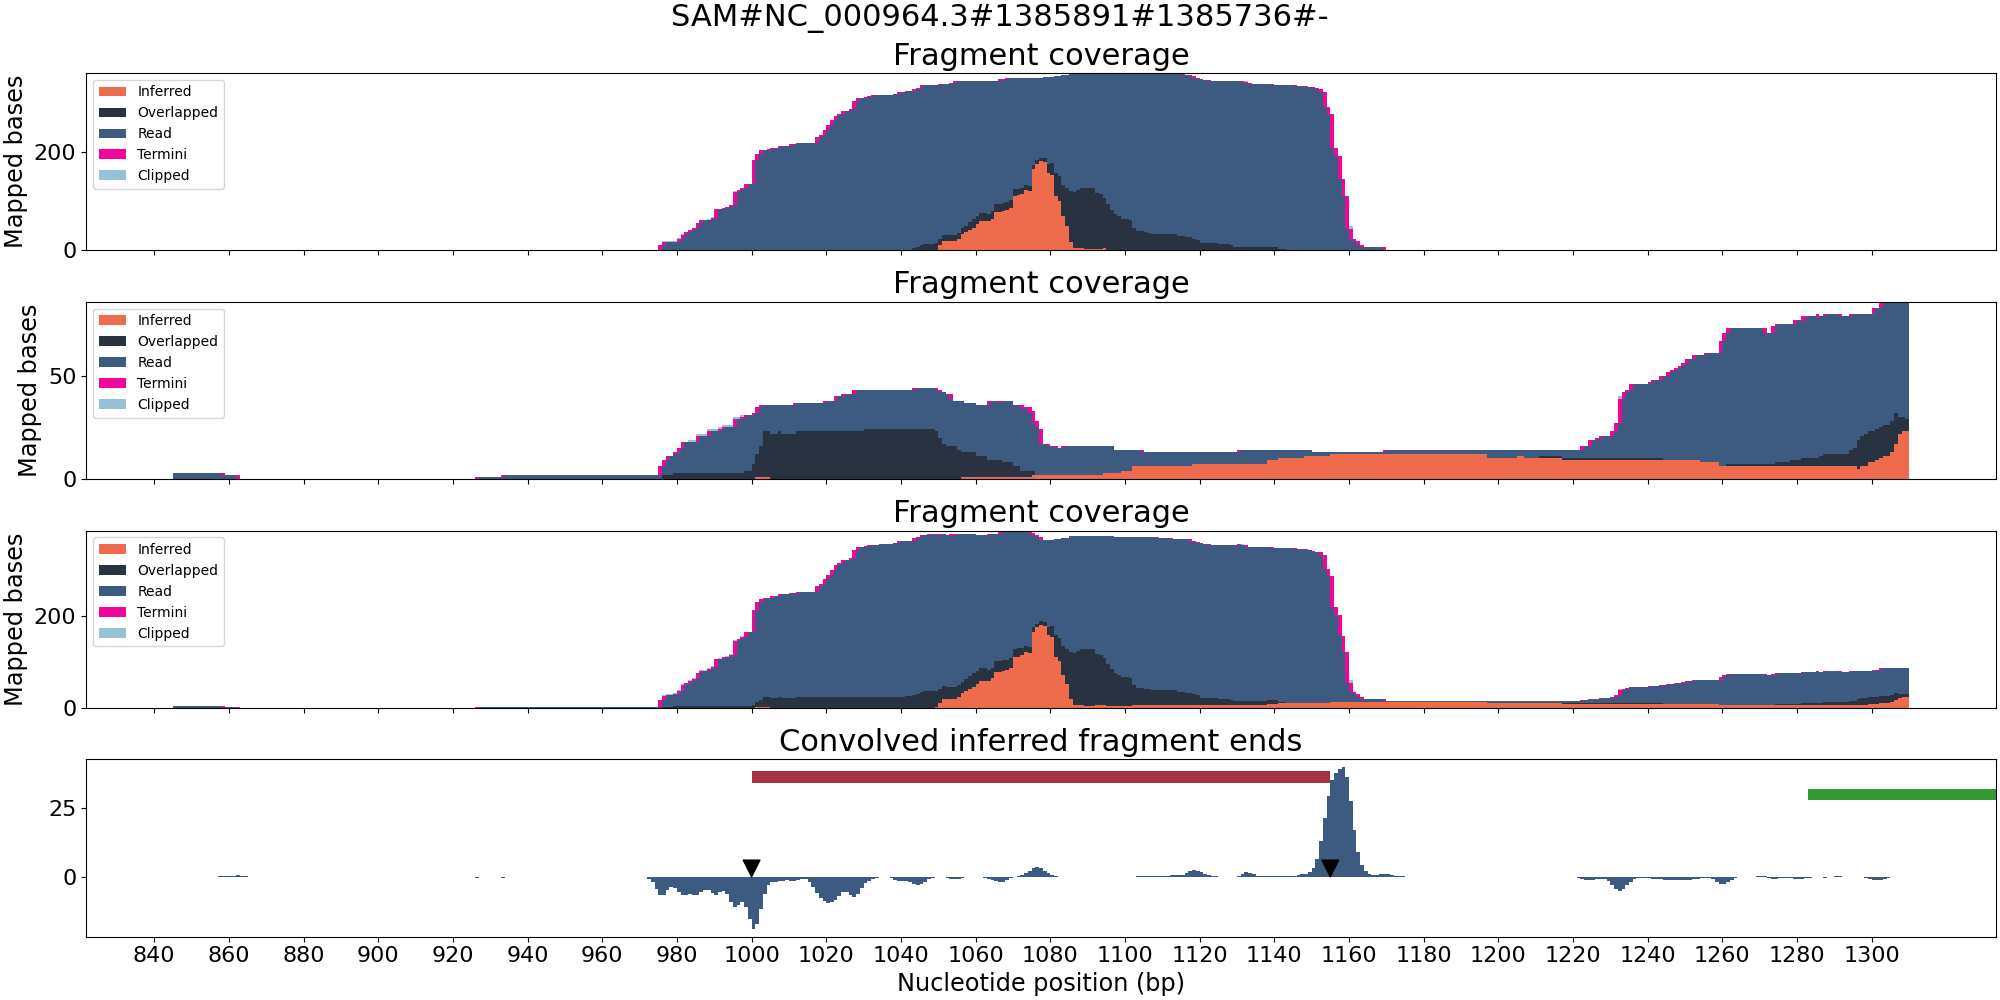 SAM#NC_000964.3#1385891#1385736#-
Fragment coverage
Mapped bases
200
0
Inferred
Overlapped
Read
Termini
Clipped
Fragment coverage
Mapped bases
50
0
Inferred
Overlapped
Read
Termini
Clipped
Fragment coverage
Mapped bases
200
0
Inferred
Overlapped
Read
Termini
Clipped
Convolved inferred fragment ends
25
0
840 860 880 900 920 940 960 980 1000 1020 1040 1060 1080 1100 1120 1140 1160 1180 1200 1220 1240 1260 1280 1300
Nucleotide position (bp)